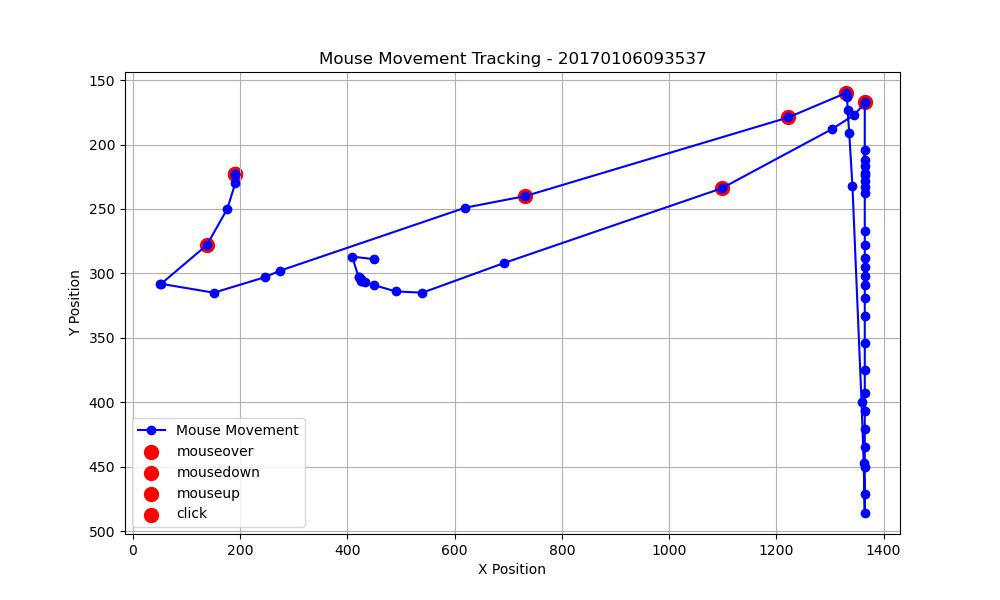 Mouse Movement Tracking - 20170106093537
150
200
250
300
350
400
450
500
Y Position
Mouse Movement
mouseover
mousedown
mouseup
click
0 200 400 600 800 1000 1200 1400
X Position